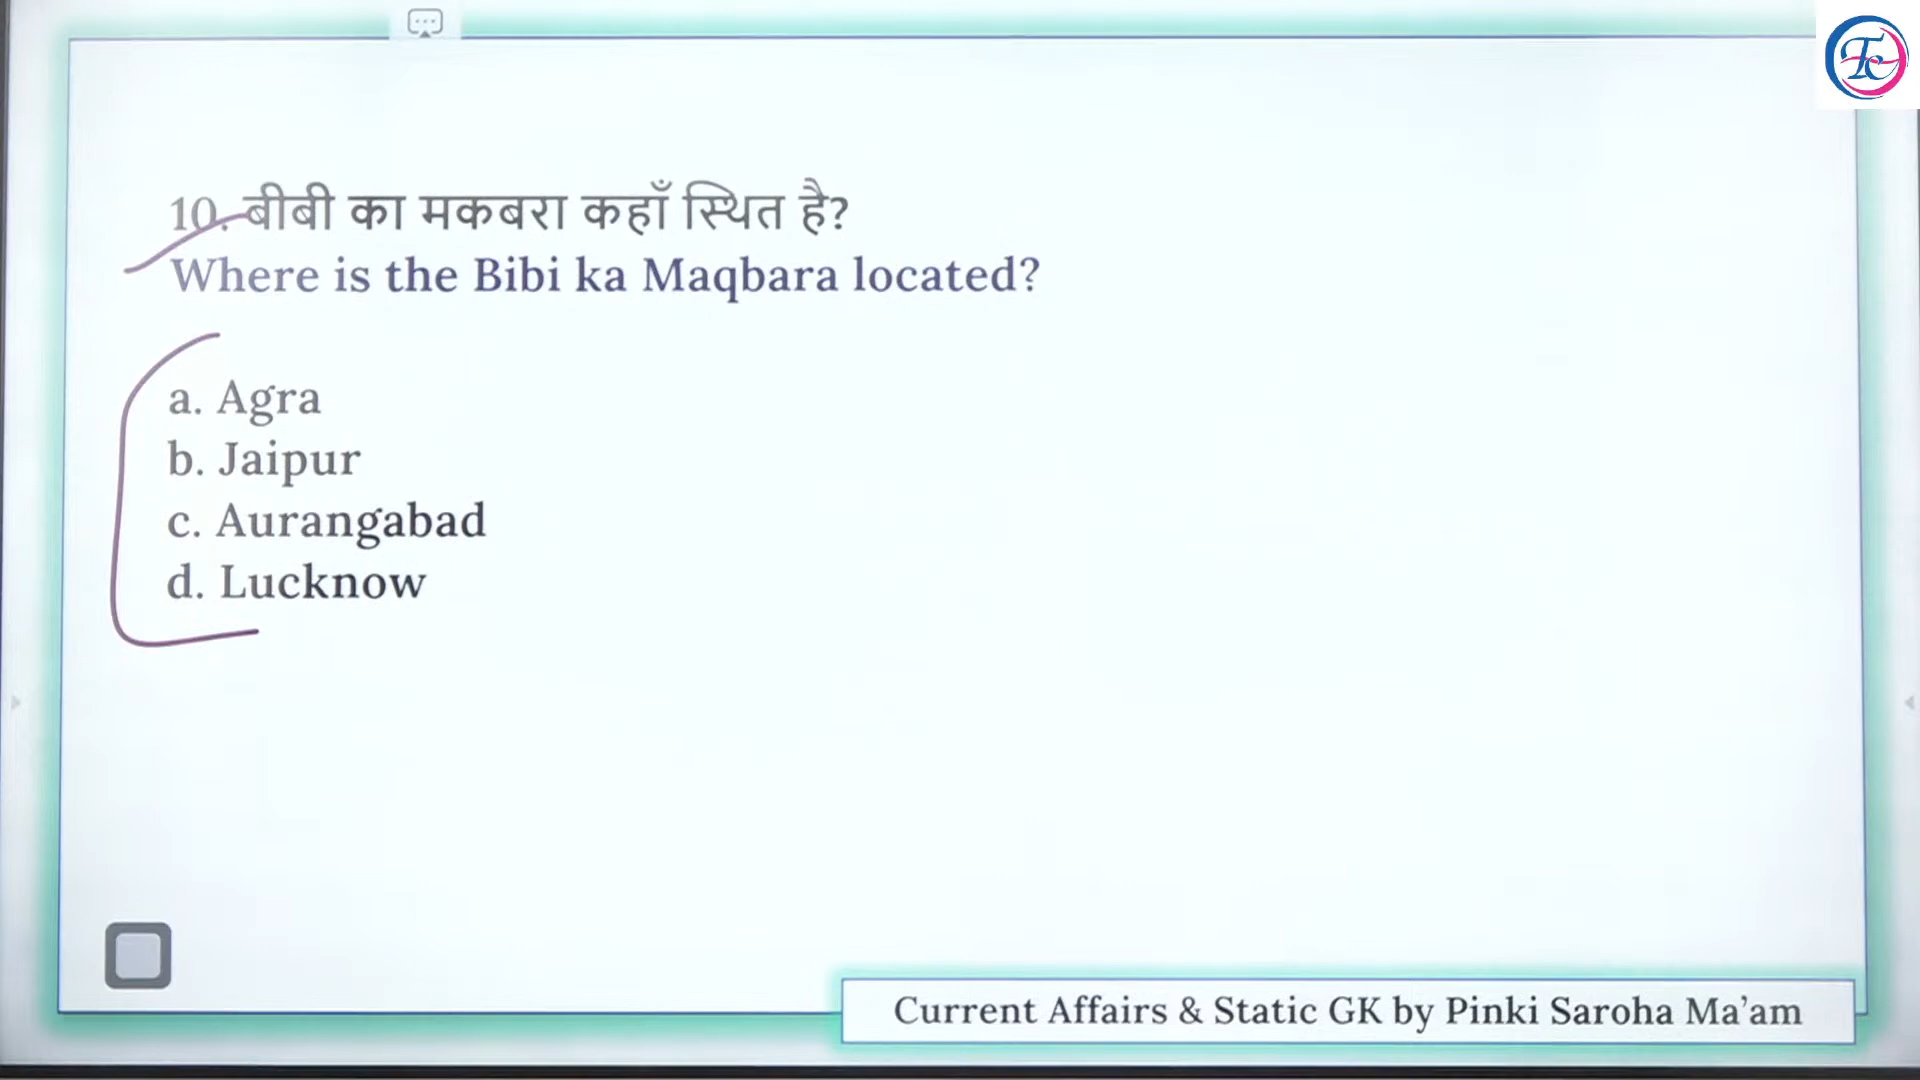 10. बीबी का मकबरा कहाँ स्थित है?
Where is the Bibi ka Maqbara located?
a. Agra
b. Jaipur
c. Aurangabad
d. Lucknow
Current Affairs & Static GK by Pinki Saroha Ma’am
Tc